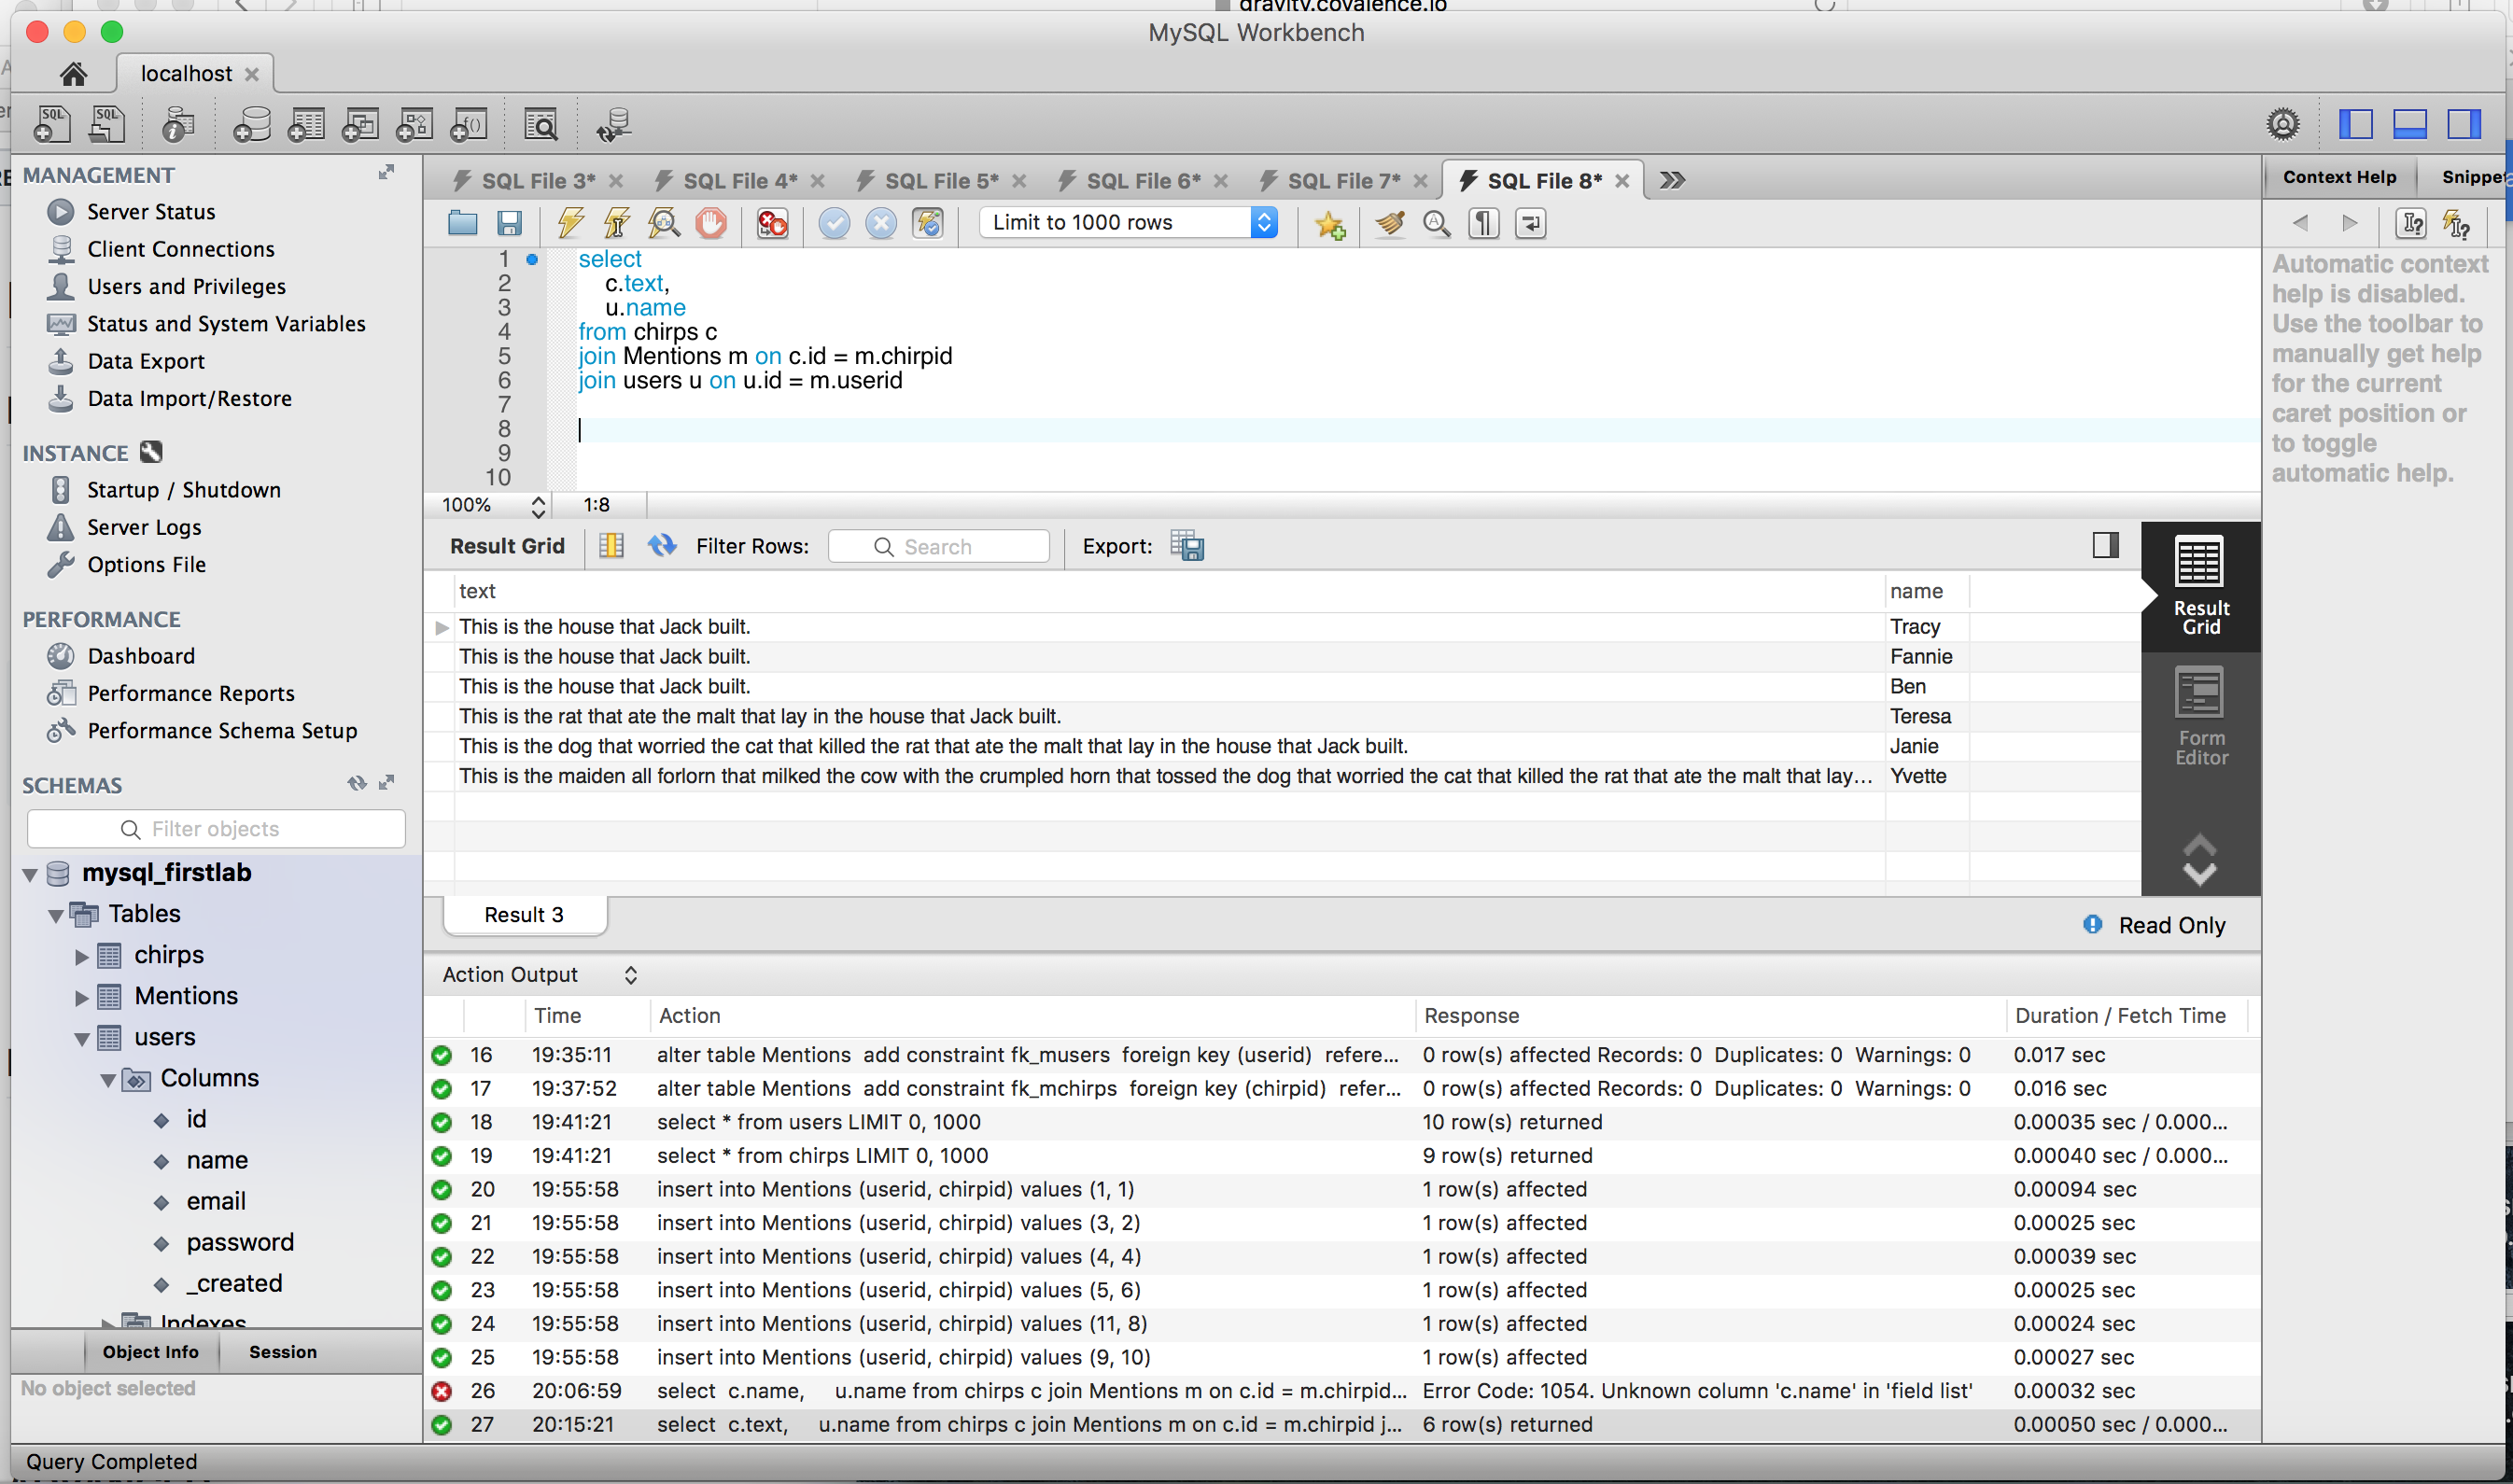 dravity.covalence.io
MySQL Workbench
localhost
MANAGEMENT
Server Status
Client Connections
Users and Privileges
Status and System Variables
Data Export
Data Import/Restore
INSTANCE
Startup / Shutdown
Server Logs
Options File
PERFORMANCE
Dashboard
Performance Reports
Performance Schema Setup
SCHEMAS
Filter objects
mysql_firstlab
Tables
chirps
Mentions
users
Columns
id
name
email
password
_created
Indexes
Object Info Session
No object selected
SQL File 3* SQL File 4* SQL File 5* SQL File 6* SQL File 7* SQL File 8*
Limit to 1000 rows
1 select
2 c.text,
3 u.name
4 from chirps c
5 join Mentions m on c.id = m.chirpid
6 join users u on u.id = m.userid
7
8
9
10
100% 1:8
Result Grid Filter Rows: Search Export:
text name
This is the house that Jack built. Tracy
This is the house that Jack built. Fannie
This is the house that Jack built. Ben
This is the rat that ate the malt that lay in the house that Jack built. Teresa
This is the dog that worried the cat that killed the rat that ate the malt that lay in the house that Jack built. Janie
This is the maiden all forlorn that milked the cow with the crumpled horn that tossed the dog that worried the cat that killed the rat that ate the malt that lay... Yvette
Result
Grid
Form
Editor
Result 3
Read Only
Action Output
Time Action Response Duration / Fetch Time
16 19:35:11 alter table Mentions add constraint fk_musers foreign key (userid) refere... 0 row(s) affected Records: 0 Duplicates: 0 Warnings: 0 0.017 sec
17 19:37:52 alter table Mentions add constraint fk_mchirps foreign key (chirpid) refer... 0 row(s) affected Records: 0 Duplicates: 0 Warnings: 0 0.016 sec
18 19:41:21 select * from users LIMIT 0, 1000 10 row(s) returned 0.00035 sec / 0.000...
19 19:41:21 select * from chirps LIMIT 0, 1000 9 row(s) returned 0.00040 sec / 0.000...
20 19:55:58 insert into Mentions (userid, chirpid) values (1, 1) 1 row(s) affected 0.00094 sec
21 19:55:58 insert into Mentions (userid, chirpid) values (3, 2) 1 row(s) affected 0.00025 sec
22 19:55:58 insert into Mentions (userid, chirpid) values (4, 4) 1 row(s) affected 0.00039 sec
23 19:55:58 insert into Mentions (userid, chirpid) values (5, 6) 1 row(s) affected 0.00025 sec
24 19:55:58 insert into Mentions (userid, chirpid) values (11, 8) 1 row(s) affected 0.00024 sec
25 19:55:58 insert into Mentions (userid, chirpid) values (9, 10) 1 row(s) affected 0.00027 sec
26 20:06:59 select c.name, u.name from chirps c join Mentions m on c.id = m.chirpid... Error Code: 1054. Unknown column 'c.name' in 'field list' 0.00032 sec
27 20:15:21 select c.text, u.name from chirps c join Mentions m on c.id = m.chirpid j... 6 row(s) returned 0.00050 sec / 0.000...
Context Help
Automatic context
help is disabled.
Use the toolbar to
manually get help
for the current
caret position or
to toggle
automatic help.
Query Completed